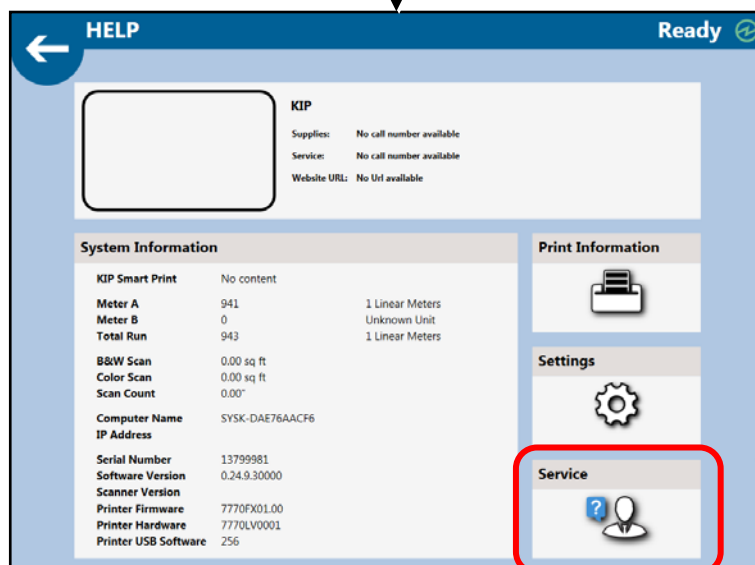 HELP
Ready
KIP
Supplies: No call number available
Service: No call number available
Website URL: No Url available
System Information
KIP Smart Print No content
Meter A 941 1 Linear Meters
Meter B 0 Unknown Unit
Total Run 943 1 Linear Meters
B&W Scan 0.00 sq ft
Color Scan 0.00 sq ft
Scan Count 0.00"
Computer Name SYSK-DAE76AACF6
IP Address
Serial Number 13799981
Software Version 0.24.9.30000
Scanner Version
Printer Firmware 7770FX01.00
Printer Hardware 7770LV0001
Printer USB Software 256
Print Information
Settings
Service
?